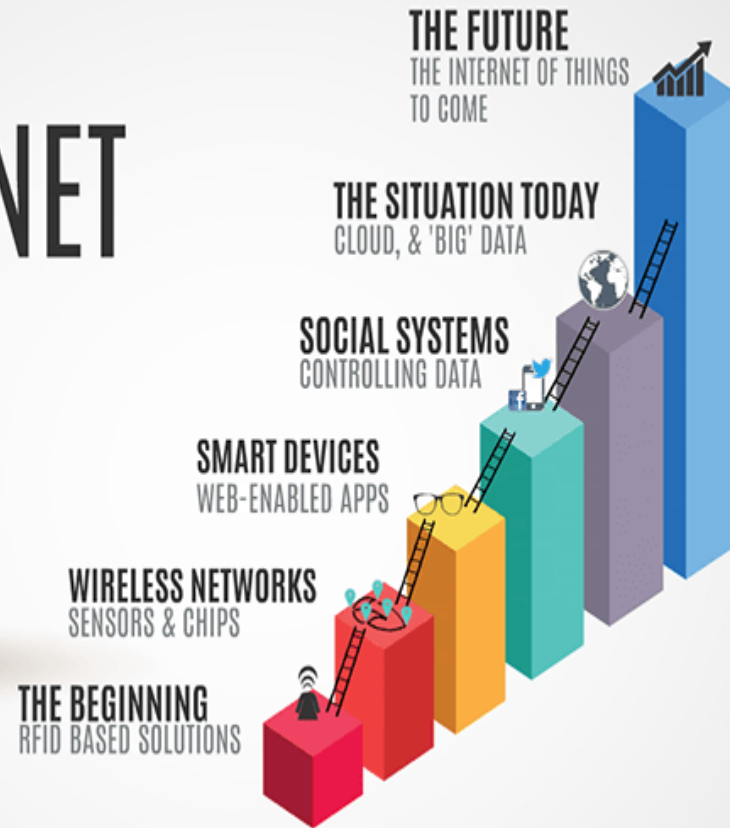 THE FUTURE
THE INTERNET OF THINGS
TO COME
NET
THE SITUATION TODAY
CLOUD, & 'BIG' DATA
SOCIAL SYSTEMS
CONTROLLING DATA
SMART DEVICES
WEB-ENABLED APPS
WIRELESS NETWORKS
SENSORS & CHIPS
THE BEGINNING
RFID BASED SOLUTIONS